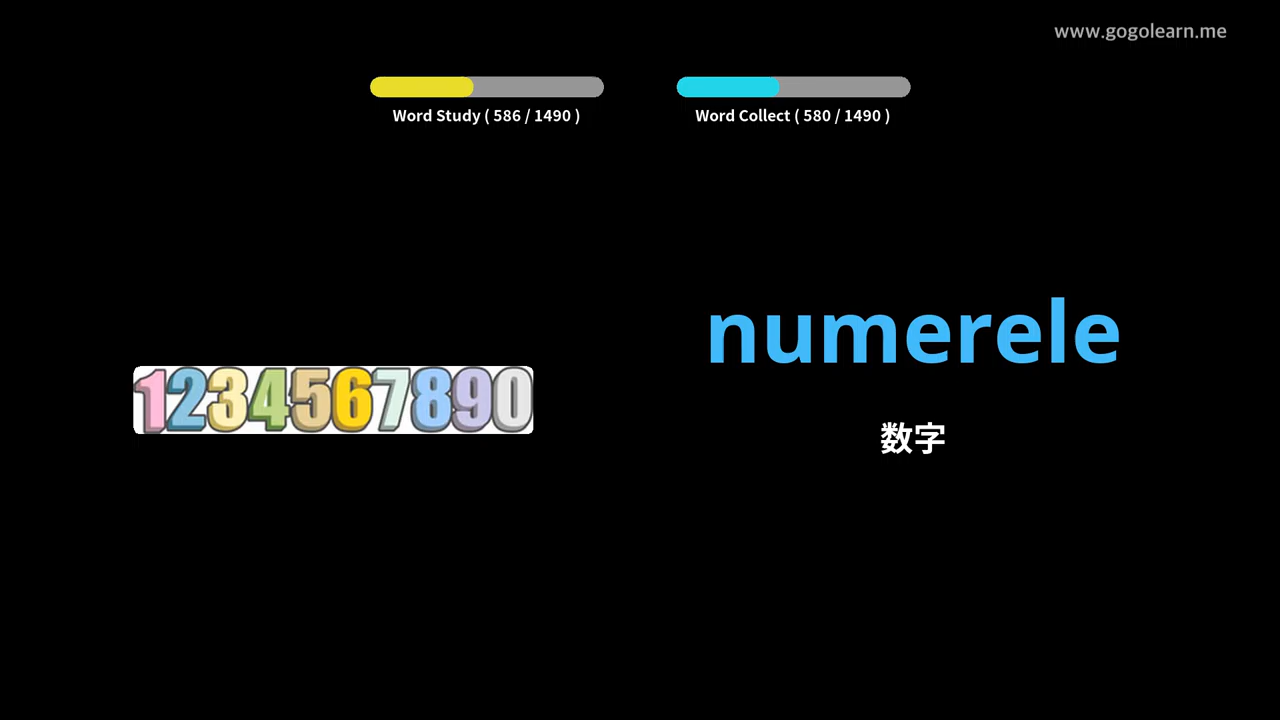 www.gogolearn.me
Word Study ( 586 / 1490 )
Word Collect ( 580 / 1490 )
numerele
1234567890
数字